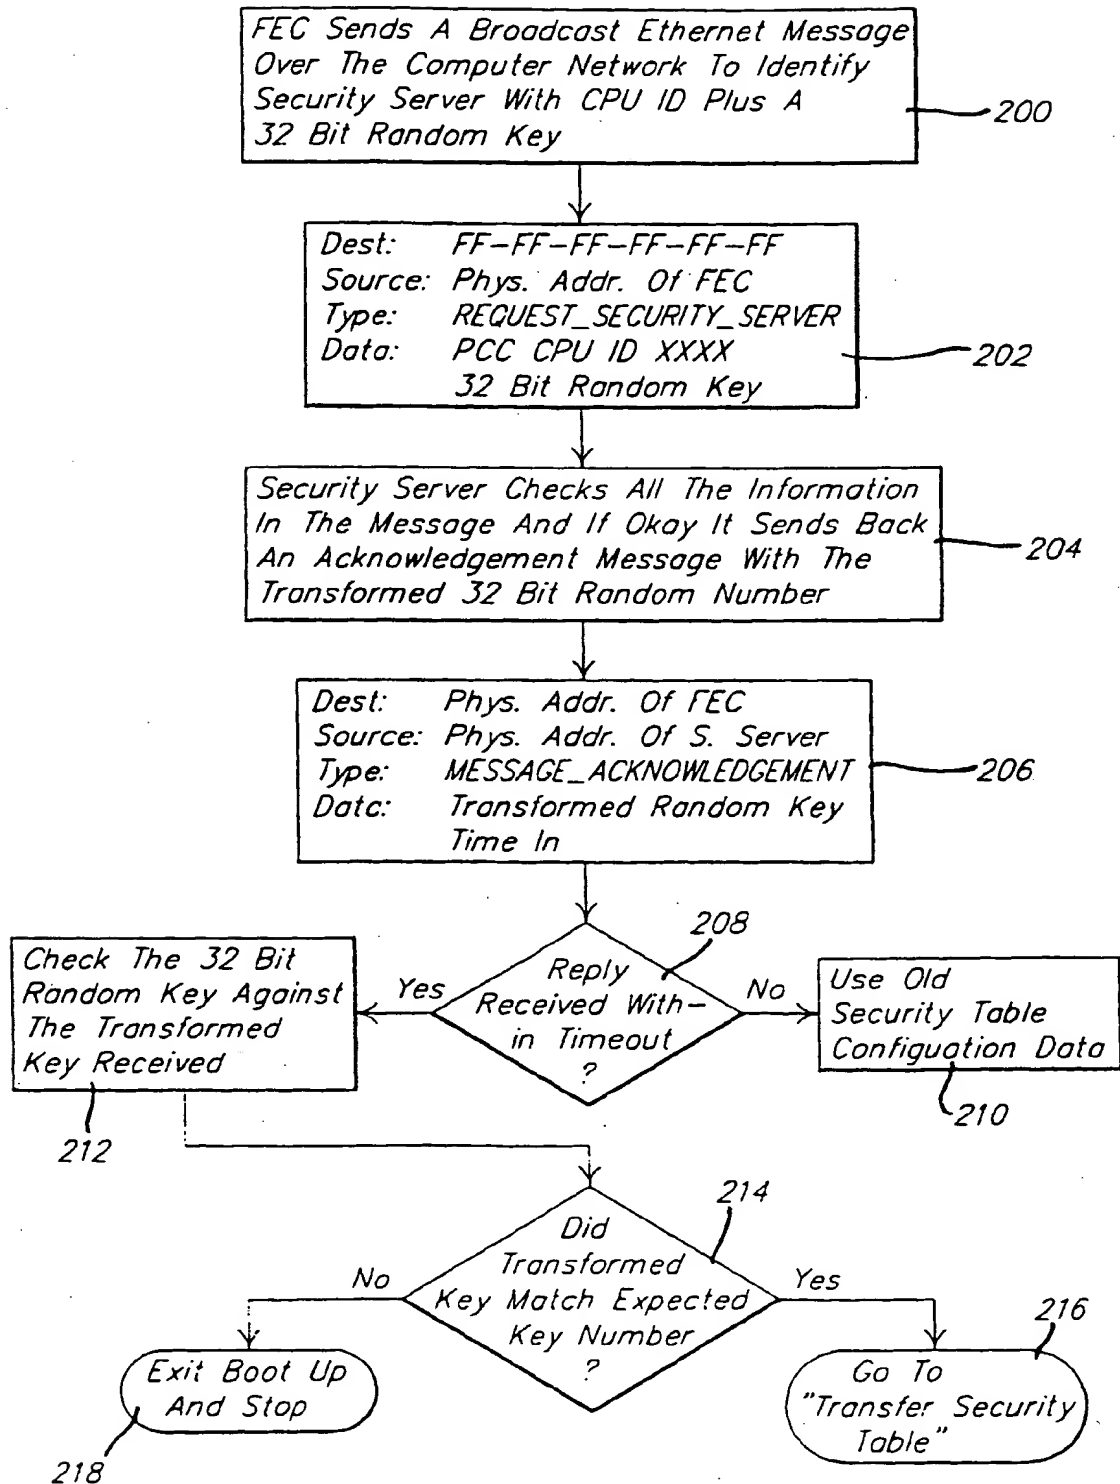 FEC Sends A Broadcast Ethernet Message
Over The Computer Network To Identify
Security Server With CPU ID Plus A
32 Bit Random Key
200
Dest: FF-FF-FF-FF-FF-FF
Source: Phys. Addr. Of FEC
Type: REQUEST_SECURITY_SERVER
Data: PCC CPU ID XXXX
32 Bit Random Key
202
Security Server Checks All The Information
In The Message And If Okay It Sends Back
An Acknowledgement Message With The
Transformed 32 Bit Random Number
204
Dest: Phys. Addr. Of FEC
Source: Phys. Addr. Of S. Server
Type: MESSAGE_ACKNOWLEDGEMENT
Data: Transformed Random Key
Time In
206
208
Reply
Received With-
in Timeout
?
Yes
No
Check The 32 Bit
Random Key Against
The Transformed
Key Received
212
Use Old
Security Table
Configuation Data
210
214
Did
Transformed
Key Match Expected
Key Number
?
No
Yes
Exit Boot Up
And Stop
218
216
Go To
"Transfer Security
Table"